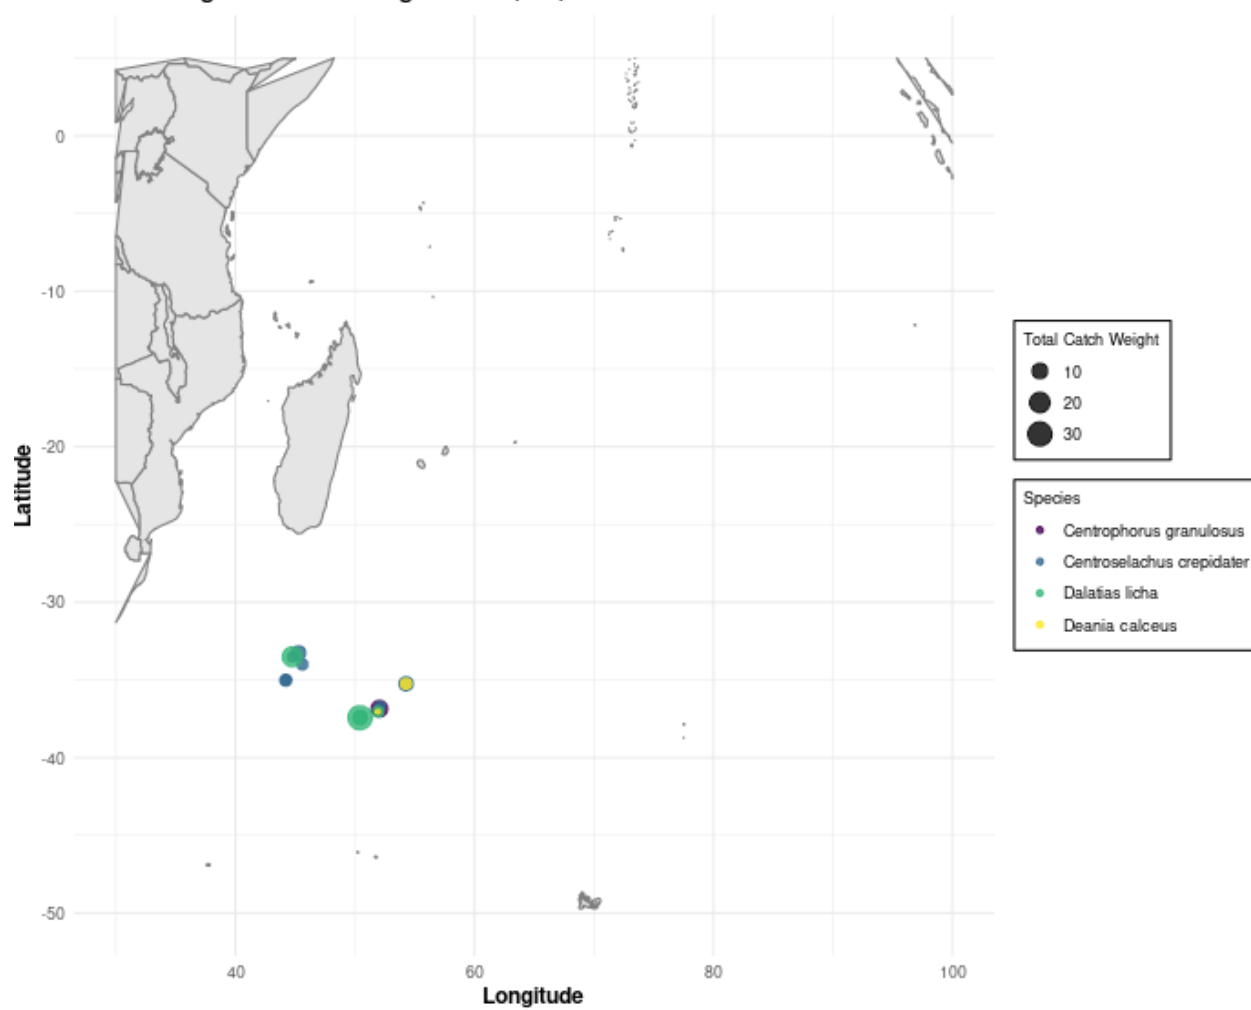 Latitude
0
-10
-20
-30
-40
-50
40
60
80
100
Longitude
Total Catch Weight
10
20
30
Species
Centrophorus granulosus
Centroselachus crepidater
Dalatias licha
Deania calceus